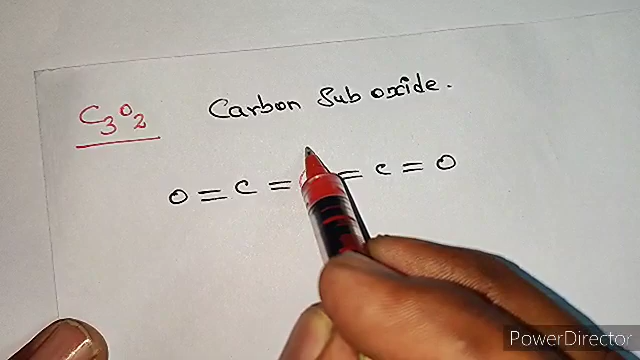 C3O2 Carbon Sub oxide.
O = C = = C = O
PowerDirector